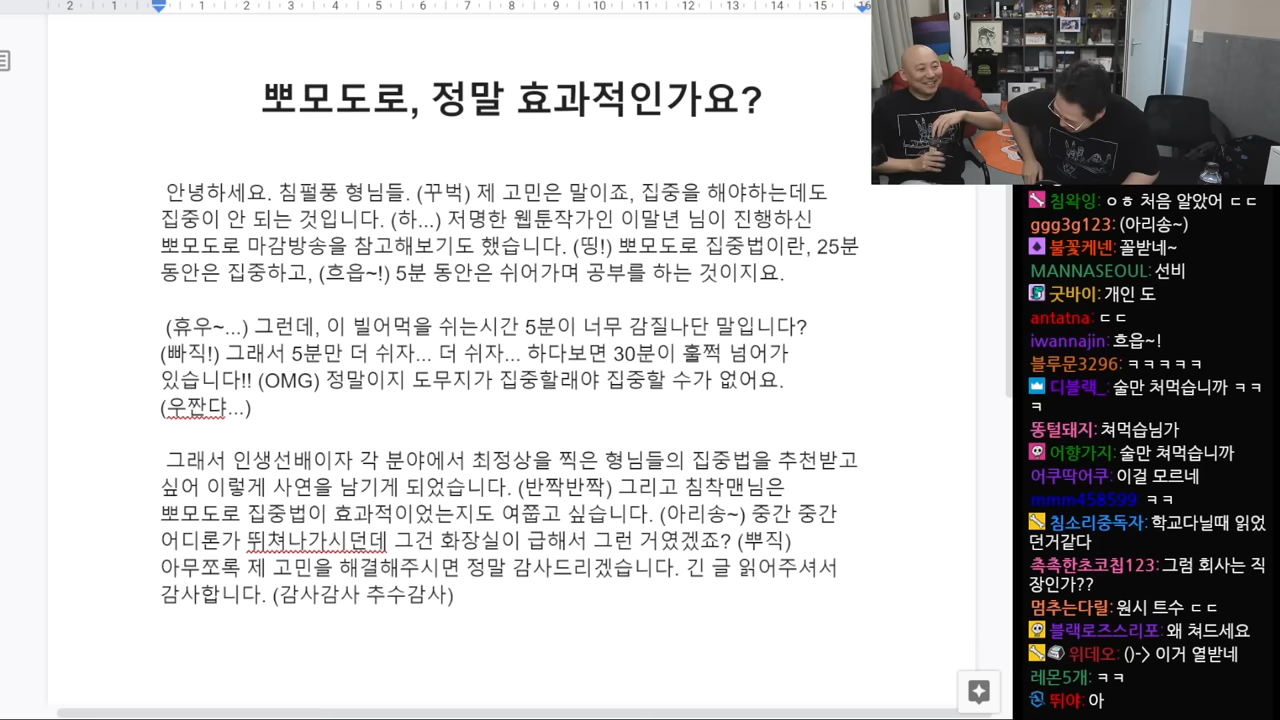 2 1 1 2 3 4 5 6 7 8 9 10 11 12 13 14 15 16
뽀모도로, 정말 효과적인가요?
안녕하세요. 침펄풍 형님들. (꾸벅) 제 고민은 말이죠, 집중을 해야하는데도
집중이 안 되는 것입니다. (하...) 저명한 웹툰작가인 이말년 님이 진행하신
뽀모도로 마감방송을 참고해보기도 했습니다. (띵!) 뽀모도로 집중법이란, 25분
동안은 집중하고, (흐읍~!) 5분 동안은 쉬어가며 공부를 하는 것이지요.
(휴우~...) 그런데, 이 빌어먹을 쉬는시간 5분이 너무 감질나단 말입니다?
(빠직!) 그래서 5분만 더 쉬자... 더 쉬자... 하다보면 30분이 훌쩍 넘어가
있습니다!! (OMG) 정말이지 도무지가 집중할래야 집중할 수가 없어요.
(우짠댜...)
그래서 인생선배이자 각 분야에서 최정상을 찍은 형님들의 집중법을 추천받고
싶어 이렇게 사연을 남기게 되었습니다. (반짝반짝) 그리고 침착맨님은
뽀모도로 집중법이 효과적이었는지도 여쭙고 싶습니다. (아리송~) 중간 중간
어디론가 뛰쳐나가시던데 그건 화장실이 급해서 그런 거였겠죠? (뿌직)
아무쪼록 제 고민을 해결해주시면 정말 감사드리겠습니다. 긴 글 읽어주셔서
감사합니다. (감사감사 추수감사)
침왁잉: ㅇㅎ 처음 알았어 ㄷㄷ
ggg3g123: (아리송~)
불꽃케넨: 꼴받네~
MANNASEOUL: 선비
굿바이: 개인 도
antatna: ㄷㄷ
iwannajin: 흐읍~!
블루문3296: ㅋㅋㅋㅋㅋ
디블랙_: 술만 처먹습니까 ㅋㅋ
ㅋ
똥털돼지: 쳐먹습님가
어향가지: 술만 쳐먹습니까
어쿠딱어쿠: 이걸 모르네
mmm458599: ㅋㅋ
침소리중독자: 학교다닐때 읽었
던거같다
촉촉한초코칩123: 그럼 회사는 직
장인가??
멈추는다릴: 원시 트수 ㄷㄷ
블랙로즈스리포: 왜 쳐드세요
위데오: ()-> 이거 열받네
레몬5개: ㅋㅋ
뛰야: 아